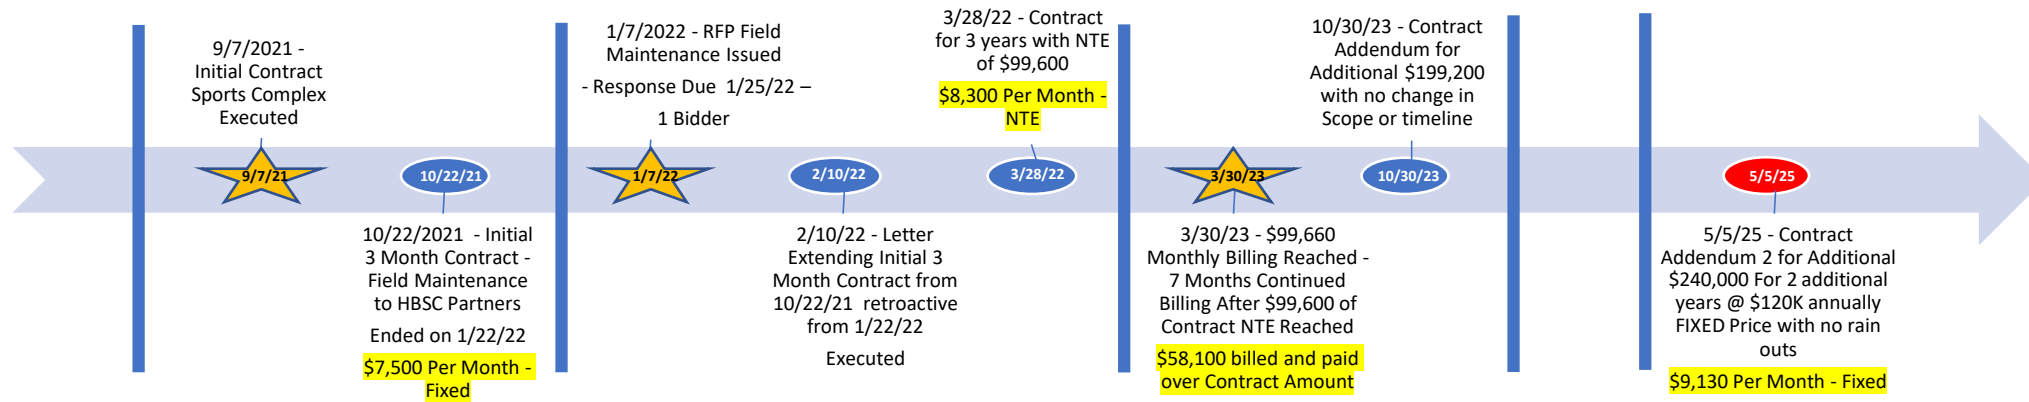 9/7/2021 -
Initial Contract
Sports Complex
Executed
1/7/2022 - RFP Field
Maintenance Issued
- Response Due 1/25/22 –
1 Bidder
3/28/22 - Contract
for 3 years with NTE
of $99,600
$8,300 Per Month -
NTE
10/30/23 - Contract
Addendum for
Additional $199,200
with no change in
Scope or timeline
9/7/21
10/22/21
1/7/22
2/10/22
3/28/22
3/30/23
10/30/23
5/5/25
10/22/2021 - Initial
3 Month Contract -
Field Maintenance
to HBSC Partners
Ended on 1/22/22
$7,500 Per Month -
Fixed
2/10/22 - Letter
Extending Initial 3
Month Contract from
10/22/21 retroactive
from 1/22/22
Executed
3/30/23 - $99,660
Monthly Billing Reached -
7 Months Continued
Billing After $99,600 of
Contract NTE Reached
$58,100 billed and paid
over Contract Amount
5/5/25 - Contract
Addendum 2 for Additional
$240,000 For 2 additional
years @ $120K annually
FIXED Price with no rain
outs
$9,130 Per Month - Fixed